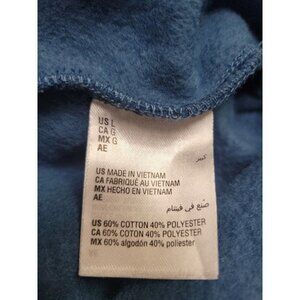 US L
CA G
MX G
AE كبير
US MADE IN VIETNAM
CA FABRIQUÉ AU VIETNAM
MX HECHO EN VIETNAM
AE صنع في فيتنام
US 60% COTTON 40% POLYESTER
CA 60% COTON 40% POLYESTER
MX 60% algodón 40% poliester